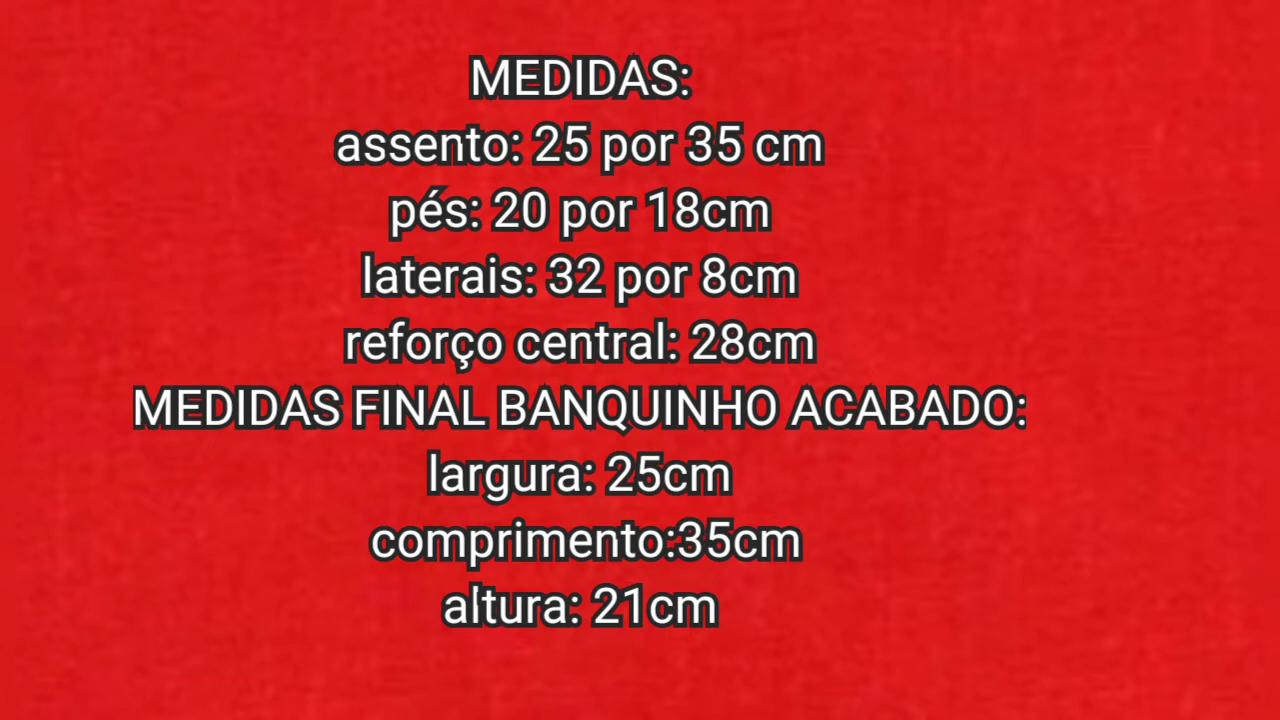 MEDIDAS:
assento: 25 por 35 cm
pés: 20 por 18cm
laterais: 32 por 8cm
reforço central: 28cm
MEDIDAS FINAL BANQUINHO ACABADO:
largura: 25cm
comprimento:35cm
altura: 21cm